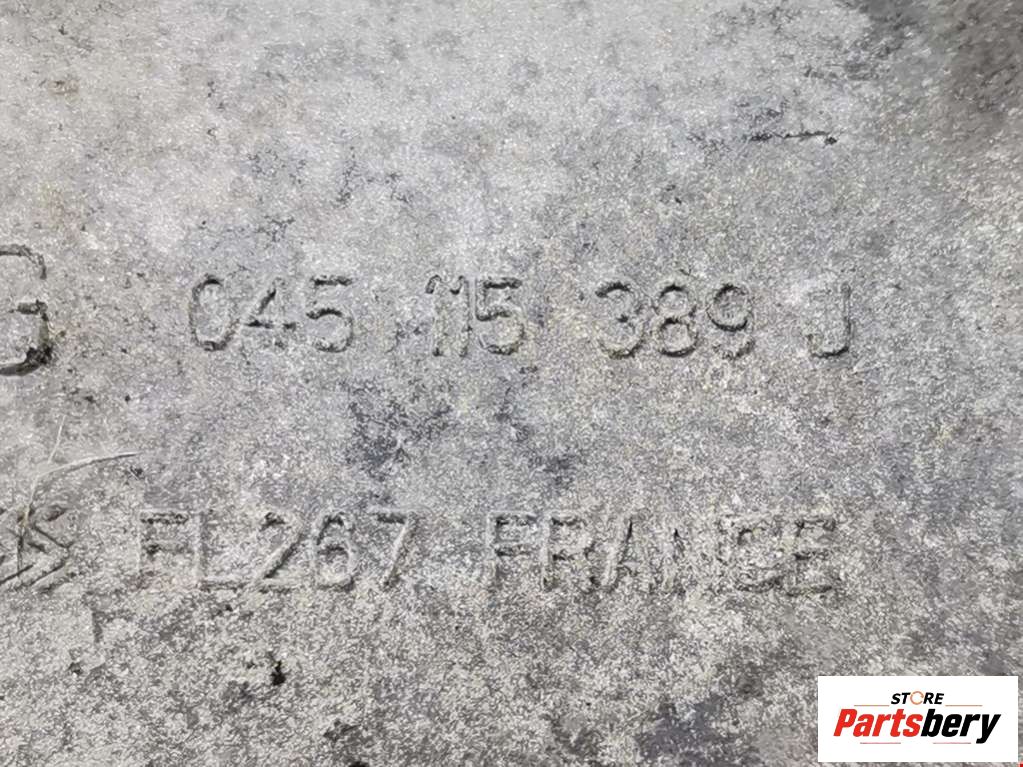 G 045 115 389 J
FL267 FRANCE
STORE
Partsbery